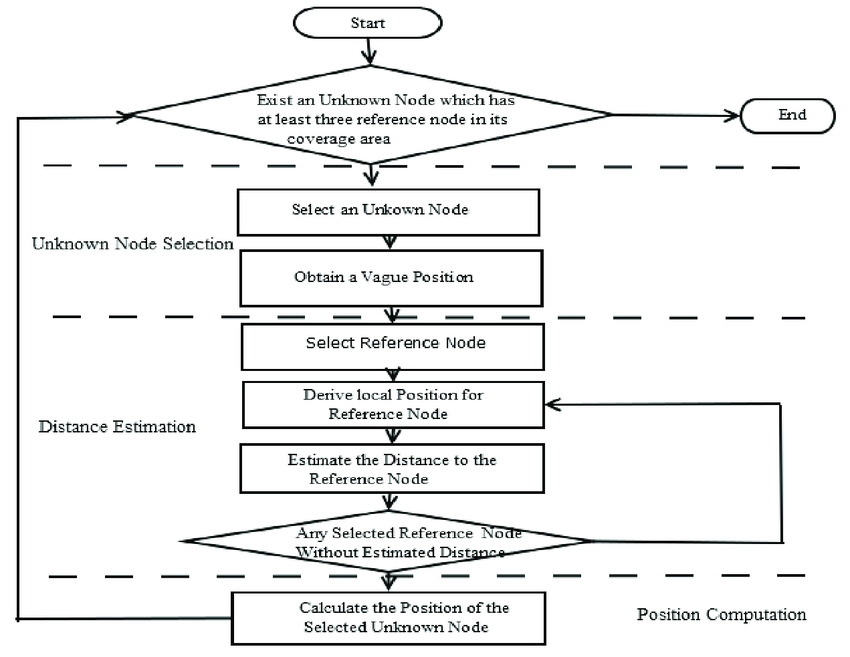 Start
Exist an Unknown Node which has
at least three reference node in its
coverage area
End
Select an Unkown Node
Unknown Node Selection
Obtain a Vague Position
Select Reference Node
Derive local Position for
Reference Node
Distance Estimation
Estimate the Distance to the
Reference Node
Any Selected Reference Node
Without Estimated Distance
Calculate the Position of the
Selected Unknown Node
Position Computation